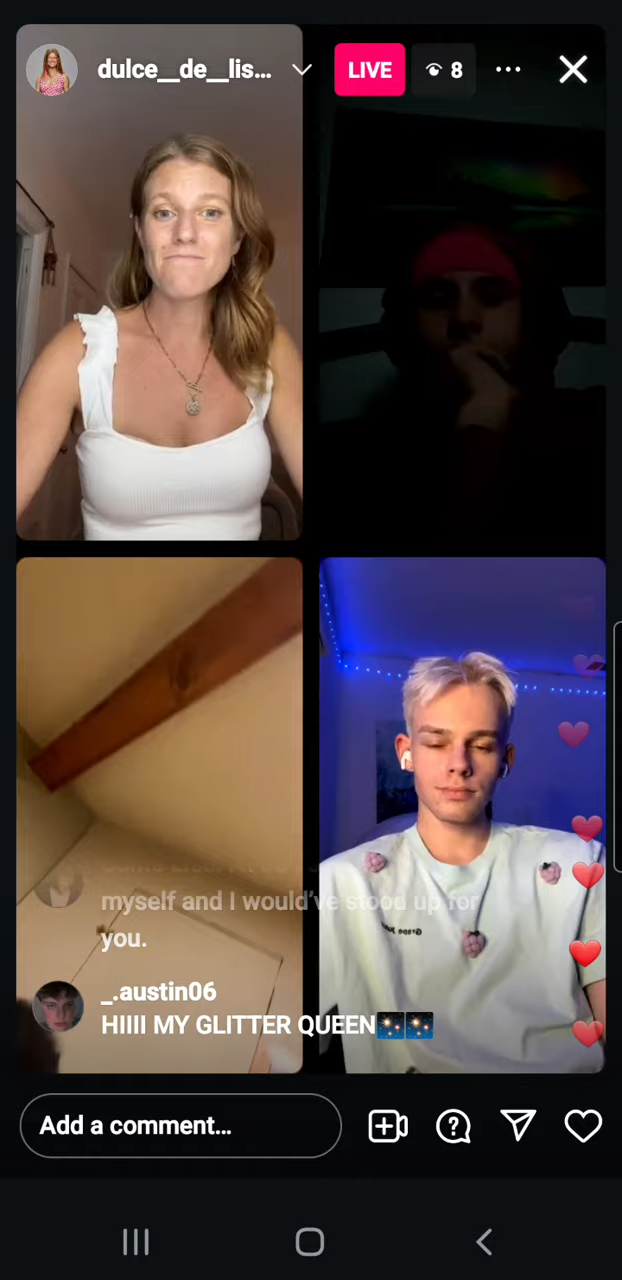 dulce__de__lis...
LIVE
8
myself and I would've stood up for
you.
_.austin06
HIIII MY GLITTER QUEEN🎇🎇
Add a comment...